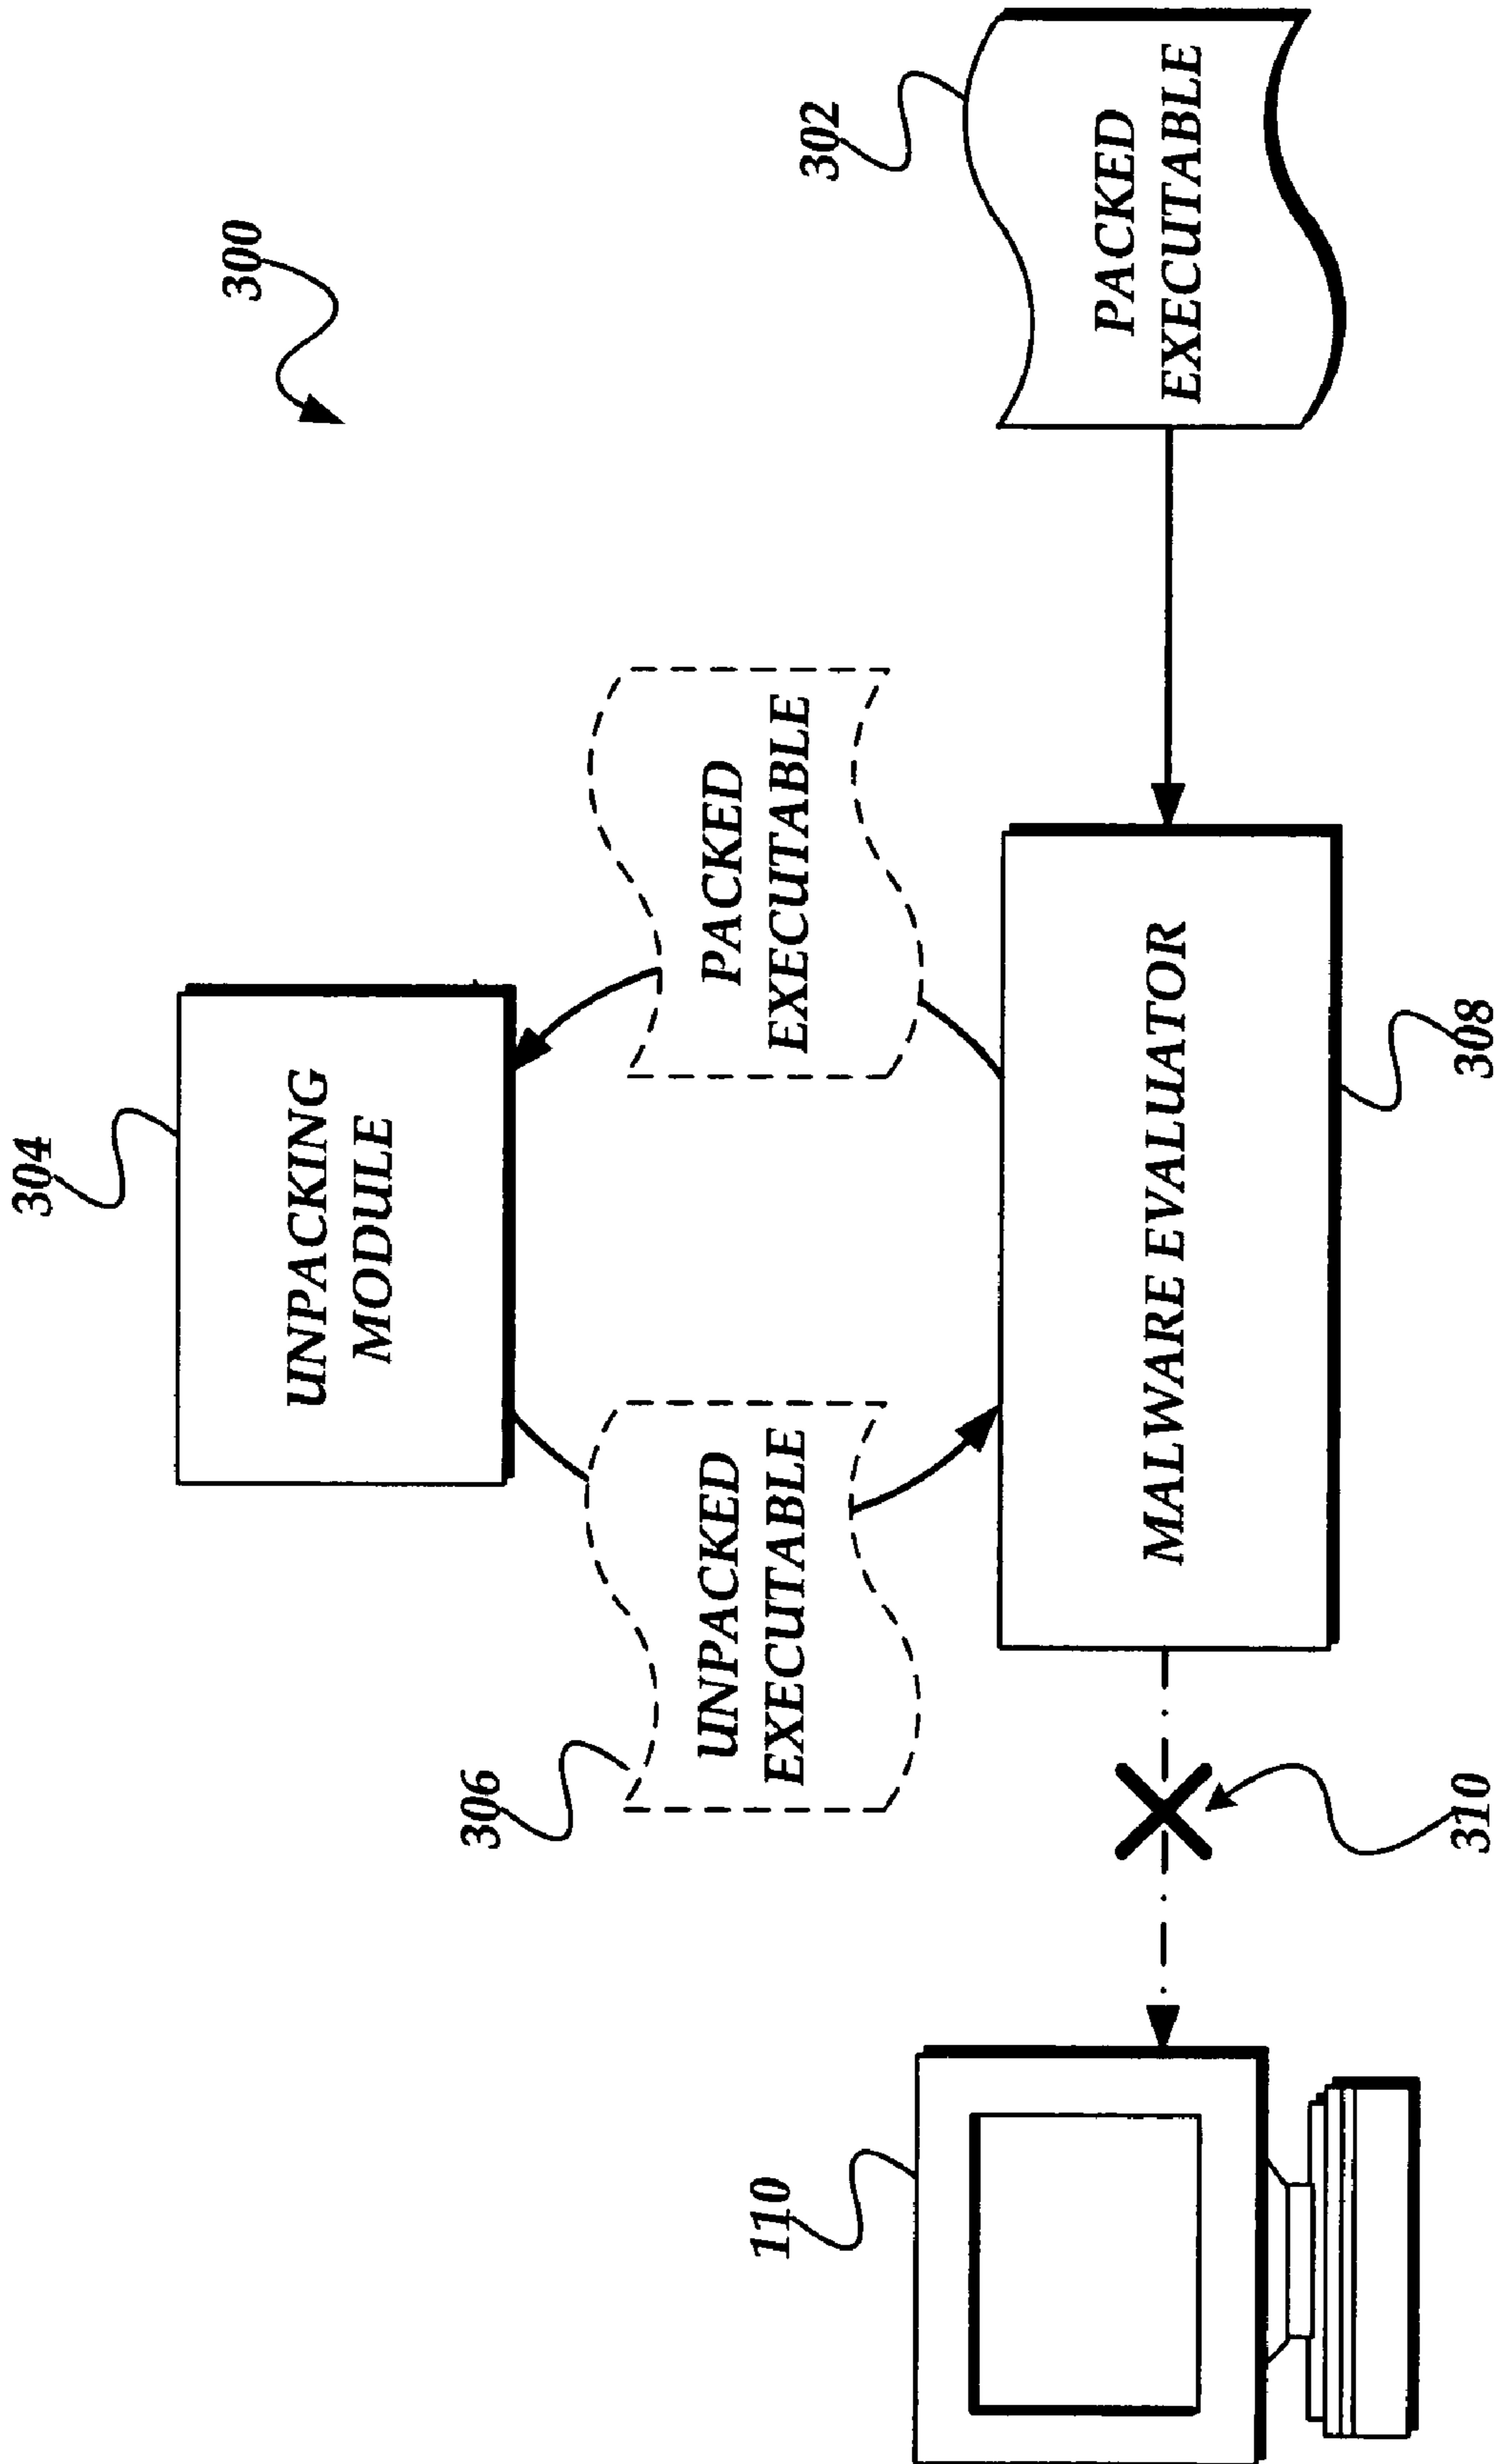 300
304
UNPACKING
MODULE
306
UNPACKED
EXECUTABLE
PACKED
EXECUTABLE
302
PACKED
EXECUTABLE
110
MALWARE EVALUATOR
310
308